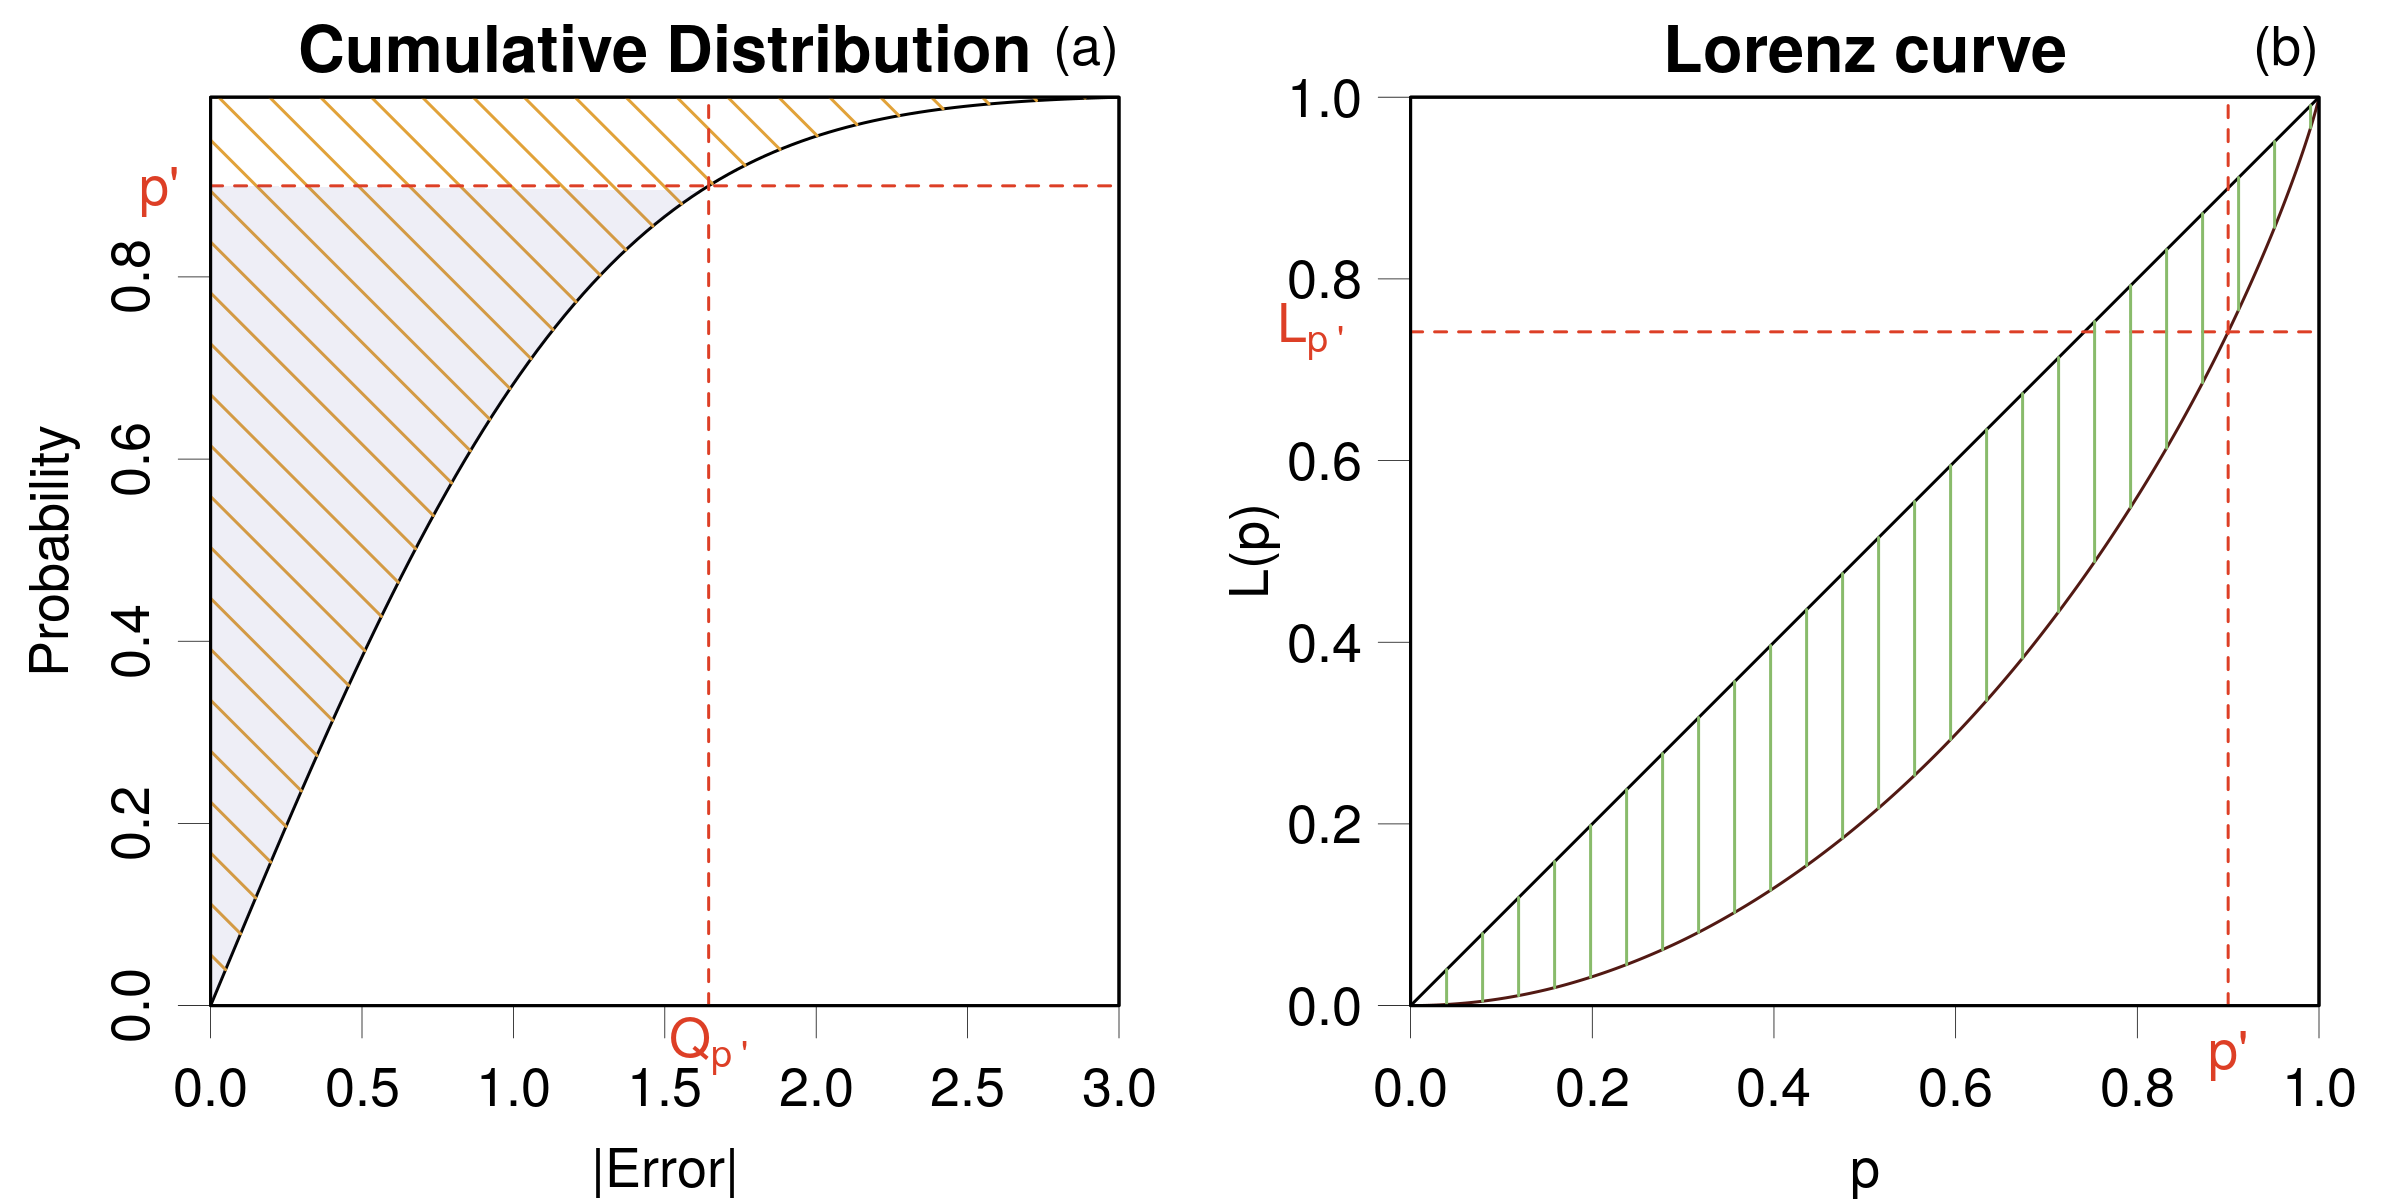 Cumulative Distribution (a)
p'
0.8
0.6
0.4
0.2
0.0
Probability
Qp'
0.0 0.5 1.0 1.5 2.0 2.5 3.0
|Error|
Lorenz curve (b)
1.0
0.8
Lp'
0.6
0.4
0.2
0.0
L(p)
p'
0.0 0.2 0.4 0.6 0.8 1.0
p